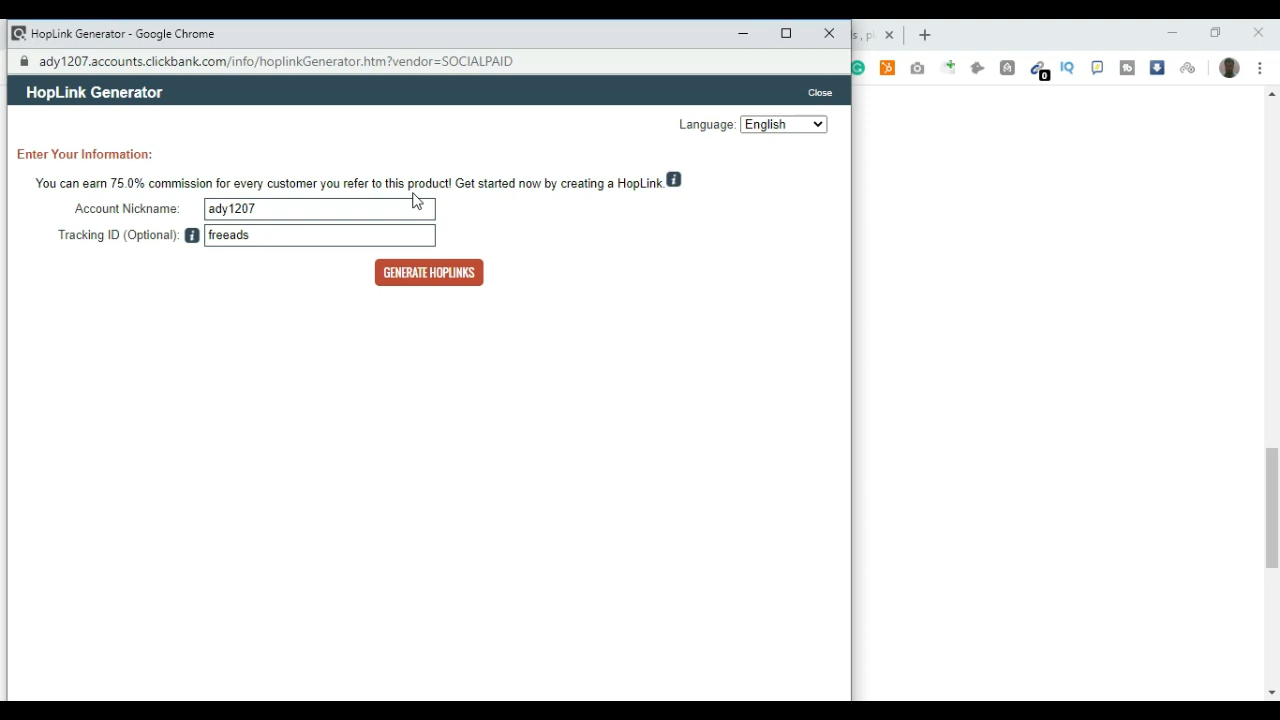 HopLink Generator - Google Chrome
ady1207.accounts.clickbank.com/info/hoplinkGenerator.htm?vendor=SOCIALPAID
HopLink Generator
Close
Language: English
Enter Your Information:
You can earn 75.0% commission for every customer you refer to this product! Get started now by creating a HopLink.
Account Nickname: ady1207
Tracking ID (Optional): freeads
GENERATE HOPLINKS
0
IQ